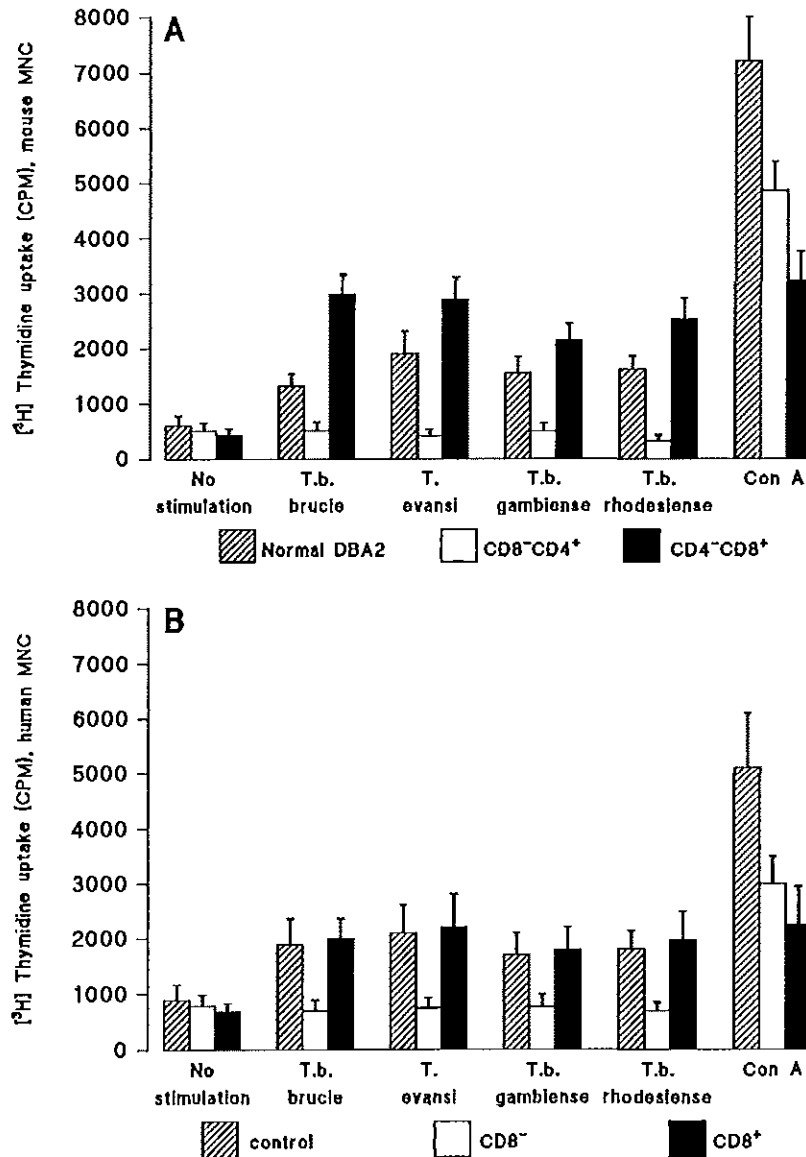 A
[³H] Thymidine uptake (CPM), mouse MNC
8000
7000
6000
5000
4000
3000
2000
1000
0
No stimulation
T.b. brucie
T. evansi
T.b. gambiense
T.b. rhodesiense
Con A
Normal DBA2
CD8⁻CD4⁺
CD4⁻CD8⁺
B
[³H] Thymidine uptake (CPM), human MNC
8000
7000
6000
5000
4000
3000
2000
1000
0
No stimulation
T.b. brucie
T. evansi
T.b. gambiense
T.b. rhodesiense
Con A
control
CD8⁻
CD8⁺